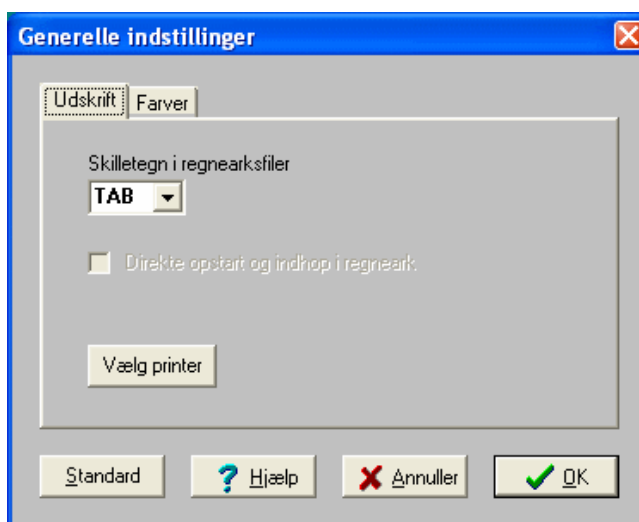 Generelle indstillinger
Udskrift Farver
Skilletegn i regnearksfiler
TAB
Direkte opstart og indhop i regneark
Vælg printer
Standard ? Hjælp Annuller OK